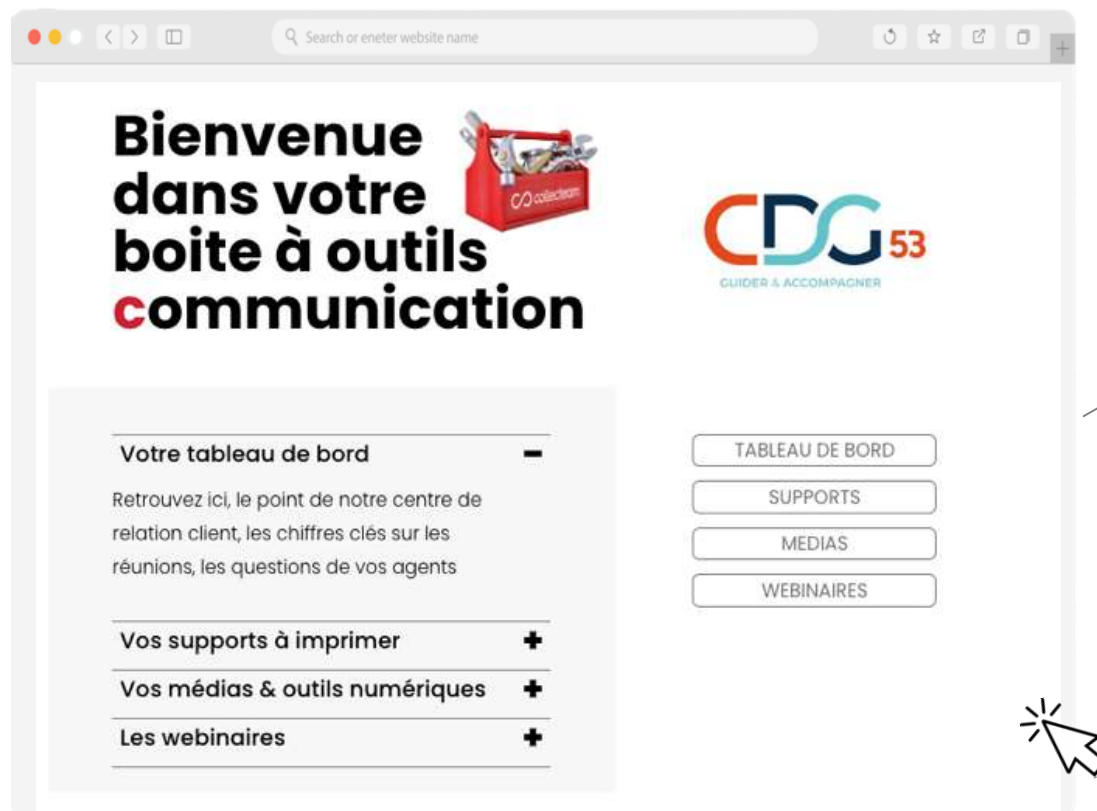 Search or eneter website name
Bienvenue
dans votre
boite à outils
communication
collecteam
CDG 53
GUIDER & ACCOMPAGNER
Votre tableau de bord
Retrouvez ici, le point de notre centre de
relation client, les chiffres clés sur les
réunions, les questions de vos agents
Vos supports à imprimer
Vos médias & outils numériques
Les webinaires
TABLEAU DE BORD
SUPPORTS
MEDIAS
WEBINAIRES